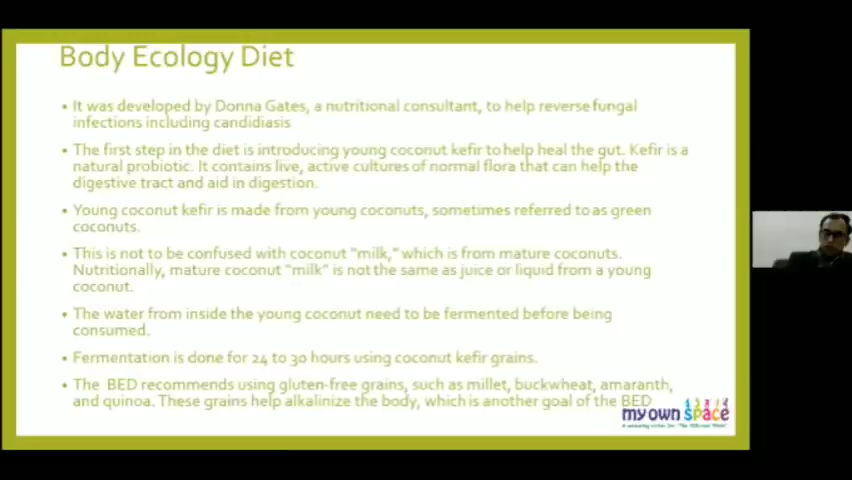 Body Ecology Diet
• It was developed by Donna Gates, a nutritional consultant, to help reverse fungal
infections including candidiasis
• The first step in the diet is introducing young coconut kefir to help heal the gut. Kefir is a
natural probiotic. It contains live, active cultures of normal flora that can help the
digestive tract and aid in digestion.
• Young coconut kefir is made from young coconuts, sometimes referred to as green
coconuts.
• This is not to be confused with coconut “milk,” which is from mature coconuts.
Nutritionally, mature coconut “milk” is not the same as juice or liquid from a young
coconut.
• The water from inside the young coconut need to be fermented before being
consumed.
• Fermentation is done for 24 to 30 hours using coconut kefir grains.
• The BED recommends using gluten-free grains, such as millet, buckwheat, amaranth,
and quinoa. These grains help alkalinize the body, which is another goal of the BED
my own space